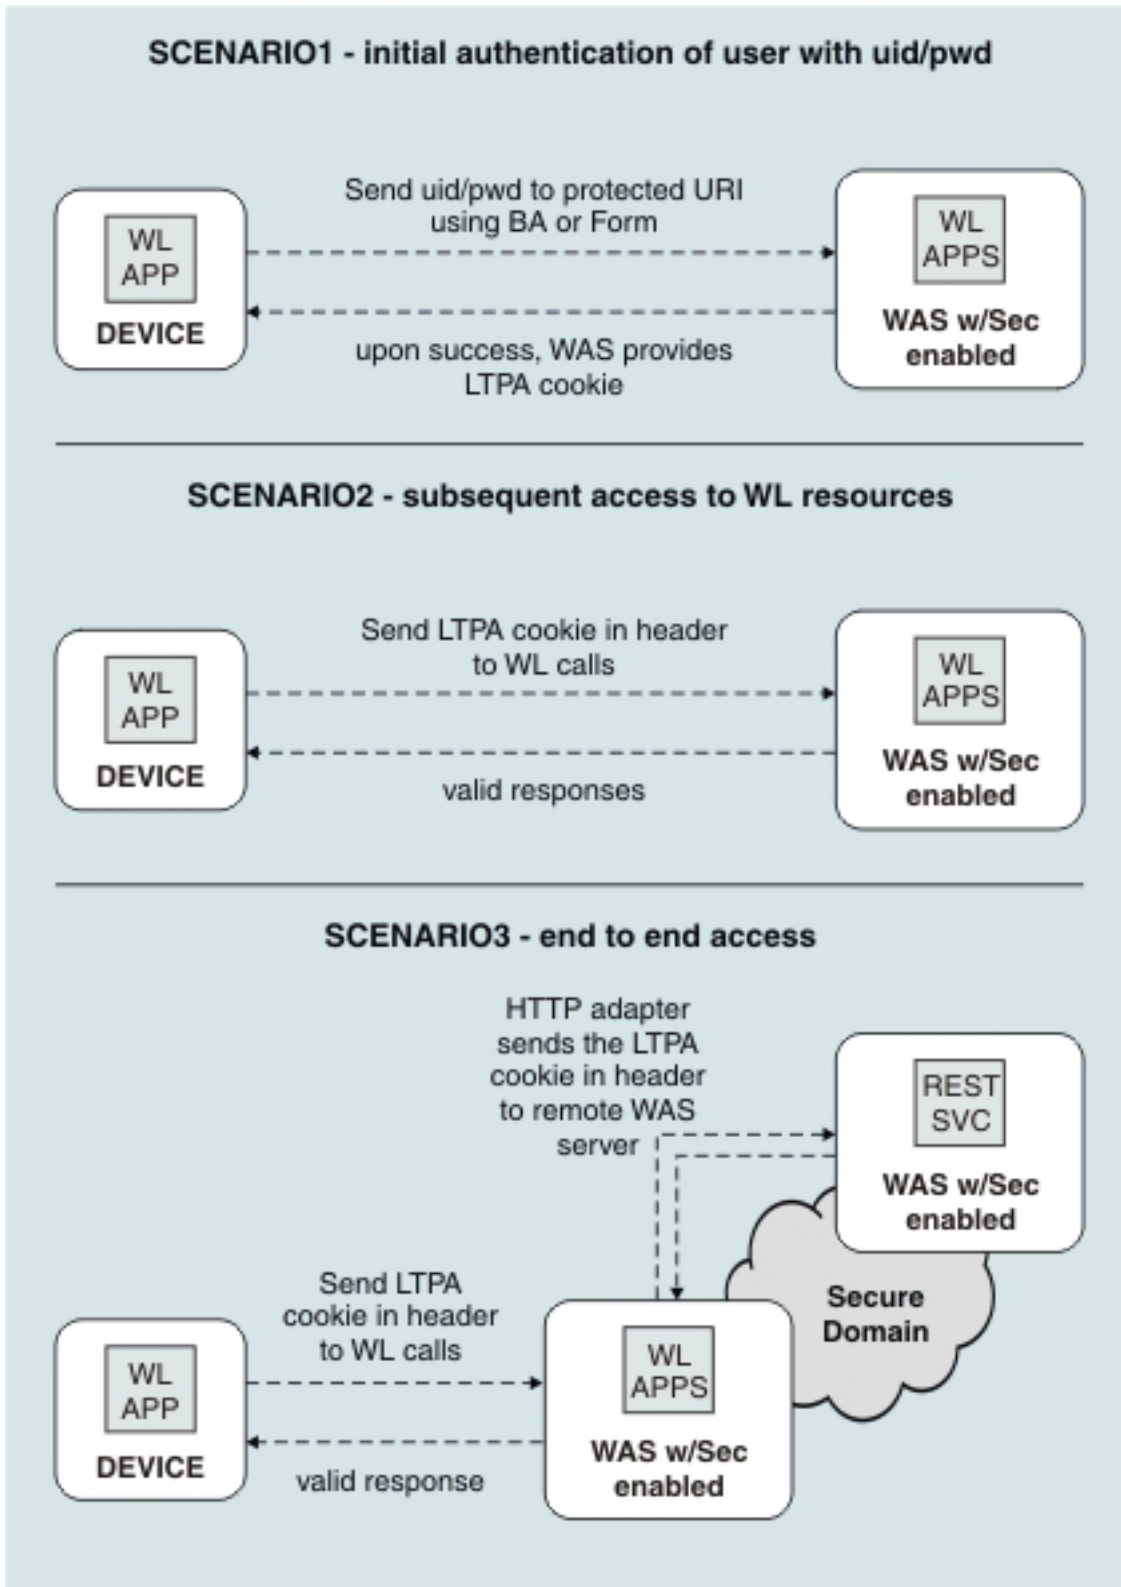 SCENARIO1 - initial authentication of user with uid/pwd
Send uid/pwd to protected URI
using BA or Form
WL
APP
DEVICE
WL
APPS
WAS w/Sec
enabled
upon success, WAS provides
LTPA cookie
SCENARIO2 - subsequent access to WL resources
Send LTPA cookie in header
to WL calls
WL
APP
DEVICE
WL
APPS
WAS w/Sec
enabled
valid responses
SCENARIO3 - end to end access
HTTP adapter
sends the LTPA
cookie in header
to remote WAS
server
REST
SVC
WAS w/Sec
enabled
Secure
Domain
Send LTPA
cookie in header
to WL calls
WL
APP
DEVICE
WL
APPS
WAS w/Sec
enabled
valid response